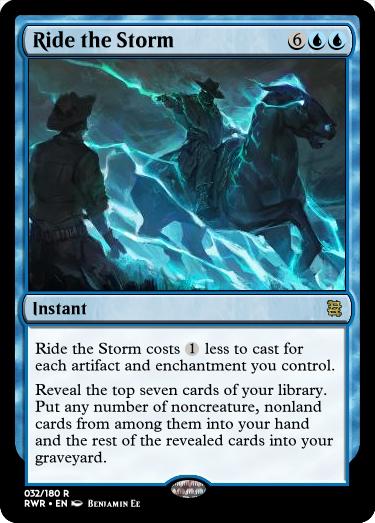 Ride the Storm 6
Instant
Ride the Storm costs 1 less to cast for
each artifact and enchantment you control.
Reveal the top seven cards of your library.
Put any number of noncreature, nonland
cards from among them into your hand
and the rest of the revealed cards into your
graveyard.
032/180 R
RWR • EN Benjamin Ee